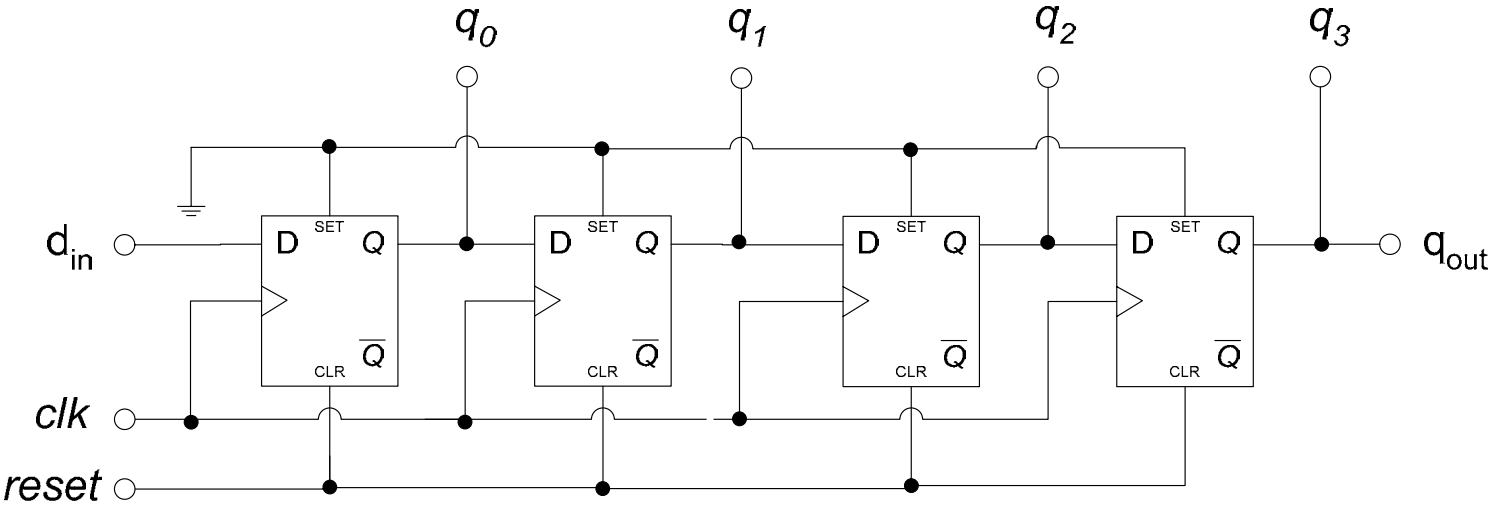 q0 q1 q2 q3
SET SET SET SET
din D Q D Q D Q D Q qout
Q Q Q Q
CLR CLR CLR CLR
clk
reset